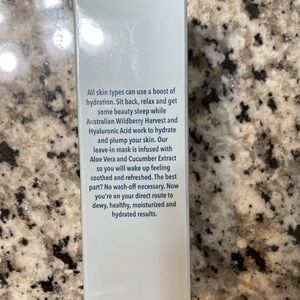 All skin types can use a boost of
hydration. Sit back, relax and get
some beauty sleep while
Australian Wildberry Harvest and
Hyaluronic Acid work to hydrate
and plump your skin. Our
leave-in mask is infused with
Aloe Vera and Cucumber Extract
so you will wake up feeling
soothed and refreshed. The best
part? No wash-off necessary. Now
you're on your direct route to
dewy, healthy, moisturized and
hydrated results.